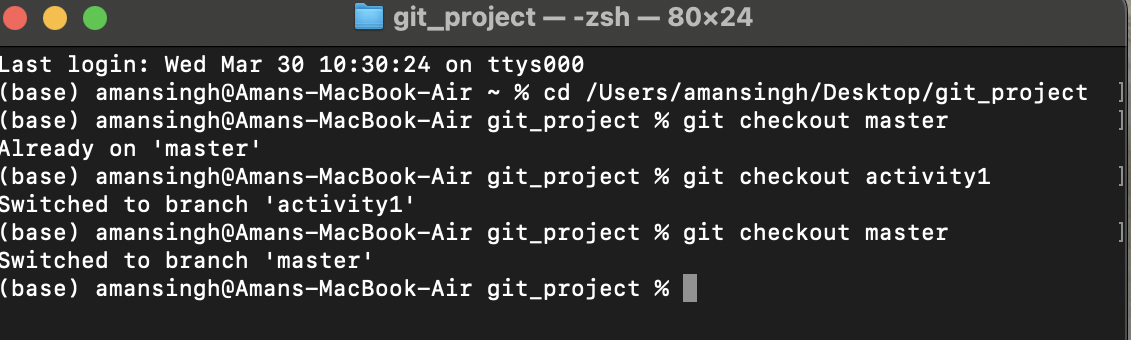 git_project — -zsh — 80×24
Last login: Wed Mar 30 10:30:24 on ttys000
(base) amansingh@Amans-MacBook-Air ~ % cd /Users/amansingh/Desktop/git_project ]
(base) amansingh@Amans-MacBook-Air git_project % git checkout master ]
Already on 'master'
(base) amansingh@Amans-MacBook-Air git_project % git checkout activity1 ]
Switched to branch 'activity1'
(base) amansingh@Amans-MacBook-Air git_project % git checkout master ]
Switched to branch 'master'
(base) amansingh@Amans-MacBook-Air git_project %